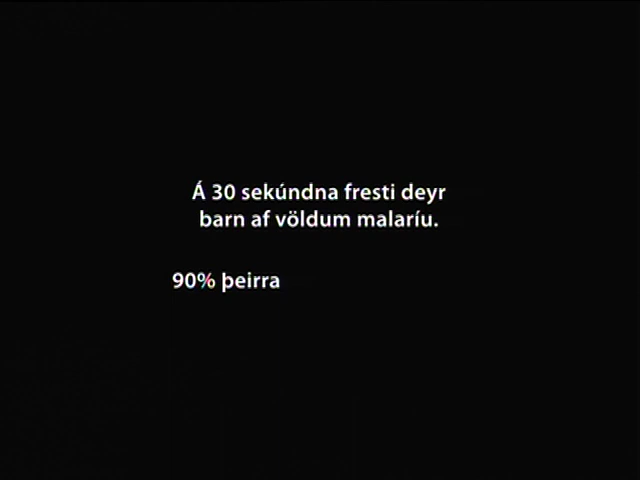 Á 30 sekúndna fresti deyr
barn af völdum malaríu.
90% þeirra